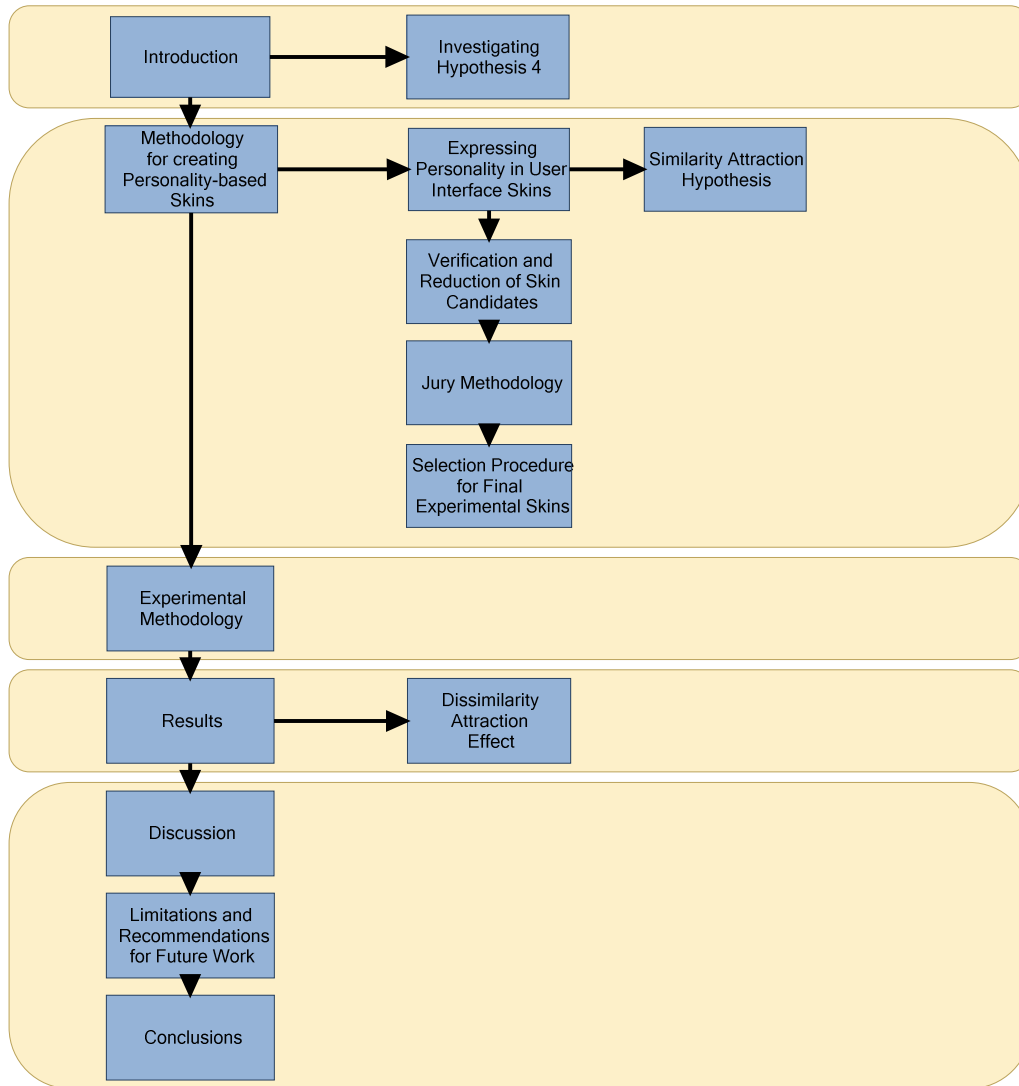 Introduction
Investigating
Hypothesis 4
Methodology
for creating
Personality-based
Skins
Expressing
Personality in User
Interface Skins
Similarity Attraction
Hypothesis
Verification and
Reduction of Skin
Candidates
Jury Methodology
Selection Procedure
for Final
Experimental Skins
Experimental
Methodology
Results
Dissimilarity
Attraction
Effect
Discussion
Limitations and
Recommendations
for Future Work
Conclusions